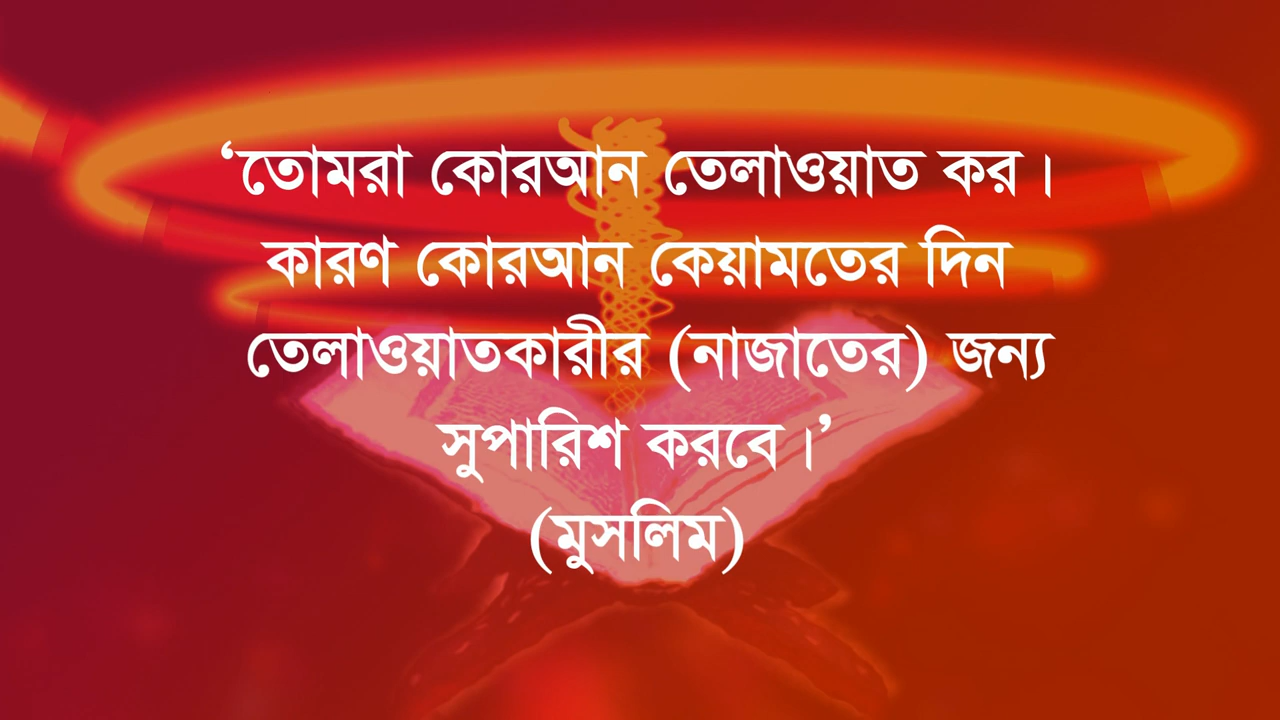 ‘তোমরা কোরআন তেলাওয়াত কর।
কারণ কোরআন কেয়ামতের দিন
তেলাওয়াতকারীর (নাজাতের) জন্য
সুপারিশ করবে।’
(মুসলিম)